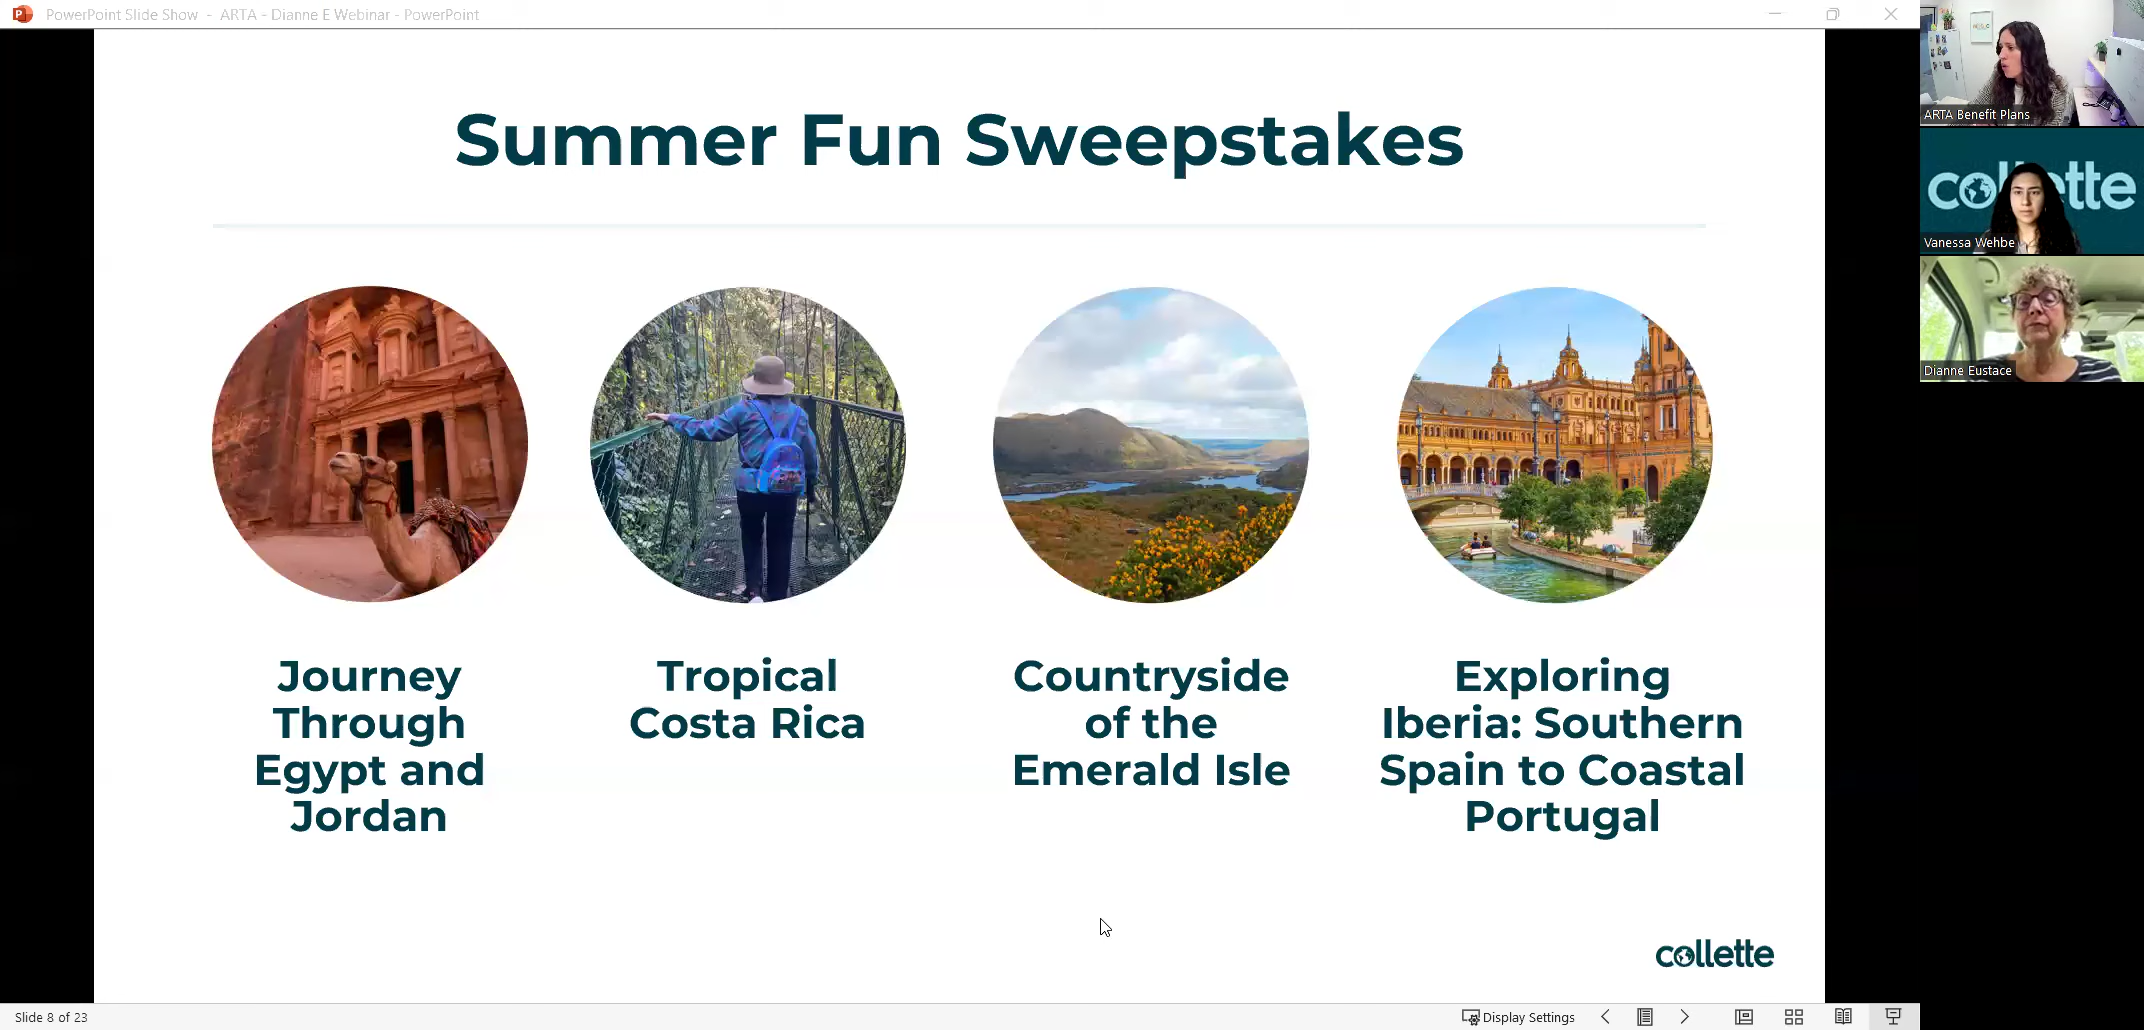 PowerPoint Slide Show - ARTA - Dianne E Webinar - PowerPoint
Summer Fun Sweepstakes
Journey
Through
Egypt and
Jordan
Tropical
Costa Rica
Countryside
of the
Emerald Isle
Exploring
Iberia: Southern
Spain to Coastal
Portugal
collette
ARTA Benefit Plans
Vanessa Wehbe
Dianne Eustace
Slide 8 of 23
Display Settings